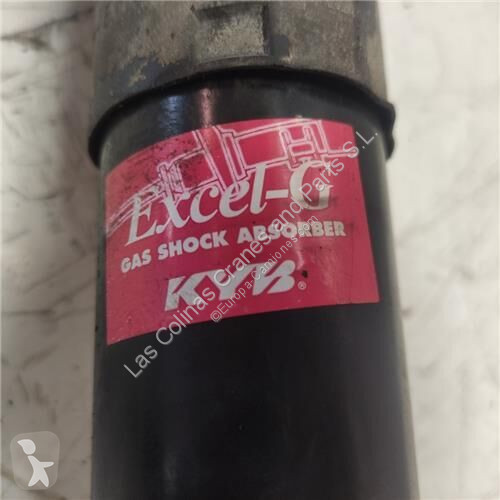 Excel-G
GAS SHOCK ABSORBER
KYB®
Las Colinas Cranes and Parts S.L.
©Europa-Camiones.com